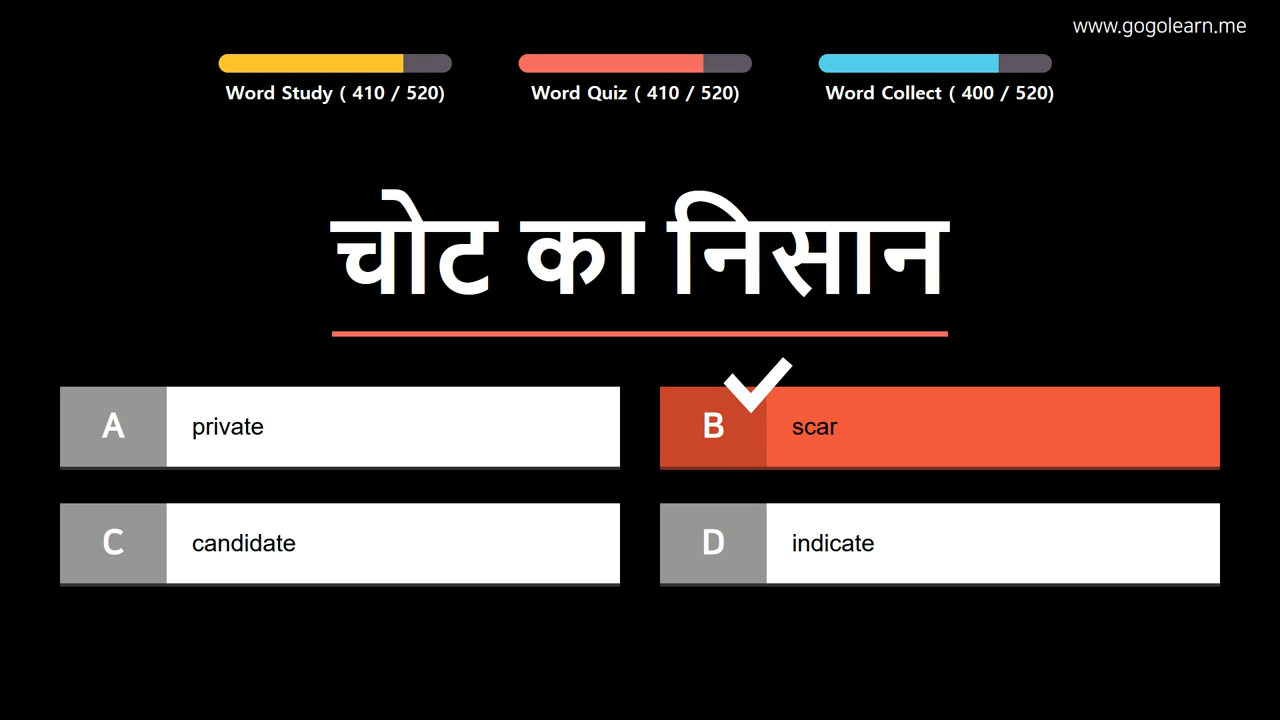 www.gogolearn.me
Word Study ( 410 / 520)
Word Quiz ( 410 / 520)
Word Collect ( 400 / 520)
चोट का निसान
A private
B scar
C candidate
D indicate